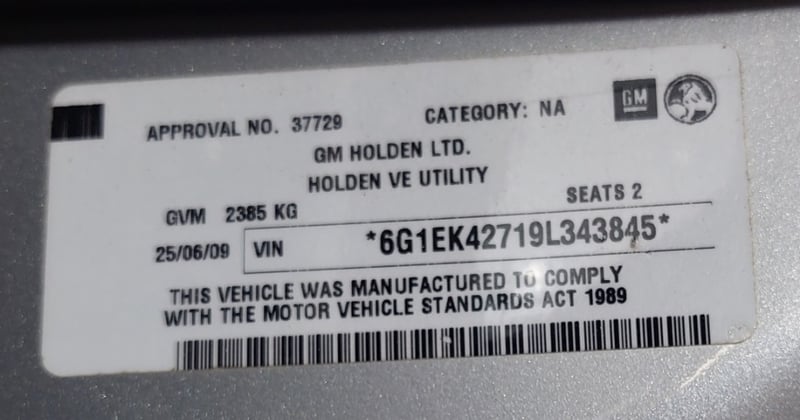 APPROVAL NO. 37729 CATEGORY: NA GM
GM HOLDEN LTD.
HOLDEN VE UTILITY
GVM 2385 KG SEATS 2
25/06/09 VIN *6G1EK42719L343845*
THIS VEHICLE WAS MANUFACTURED TO COMPLY
WITH THE MOTOR VEHICLE STANDARDS ACT 1989